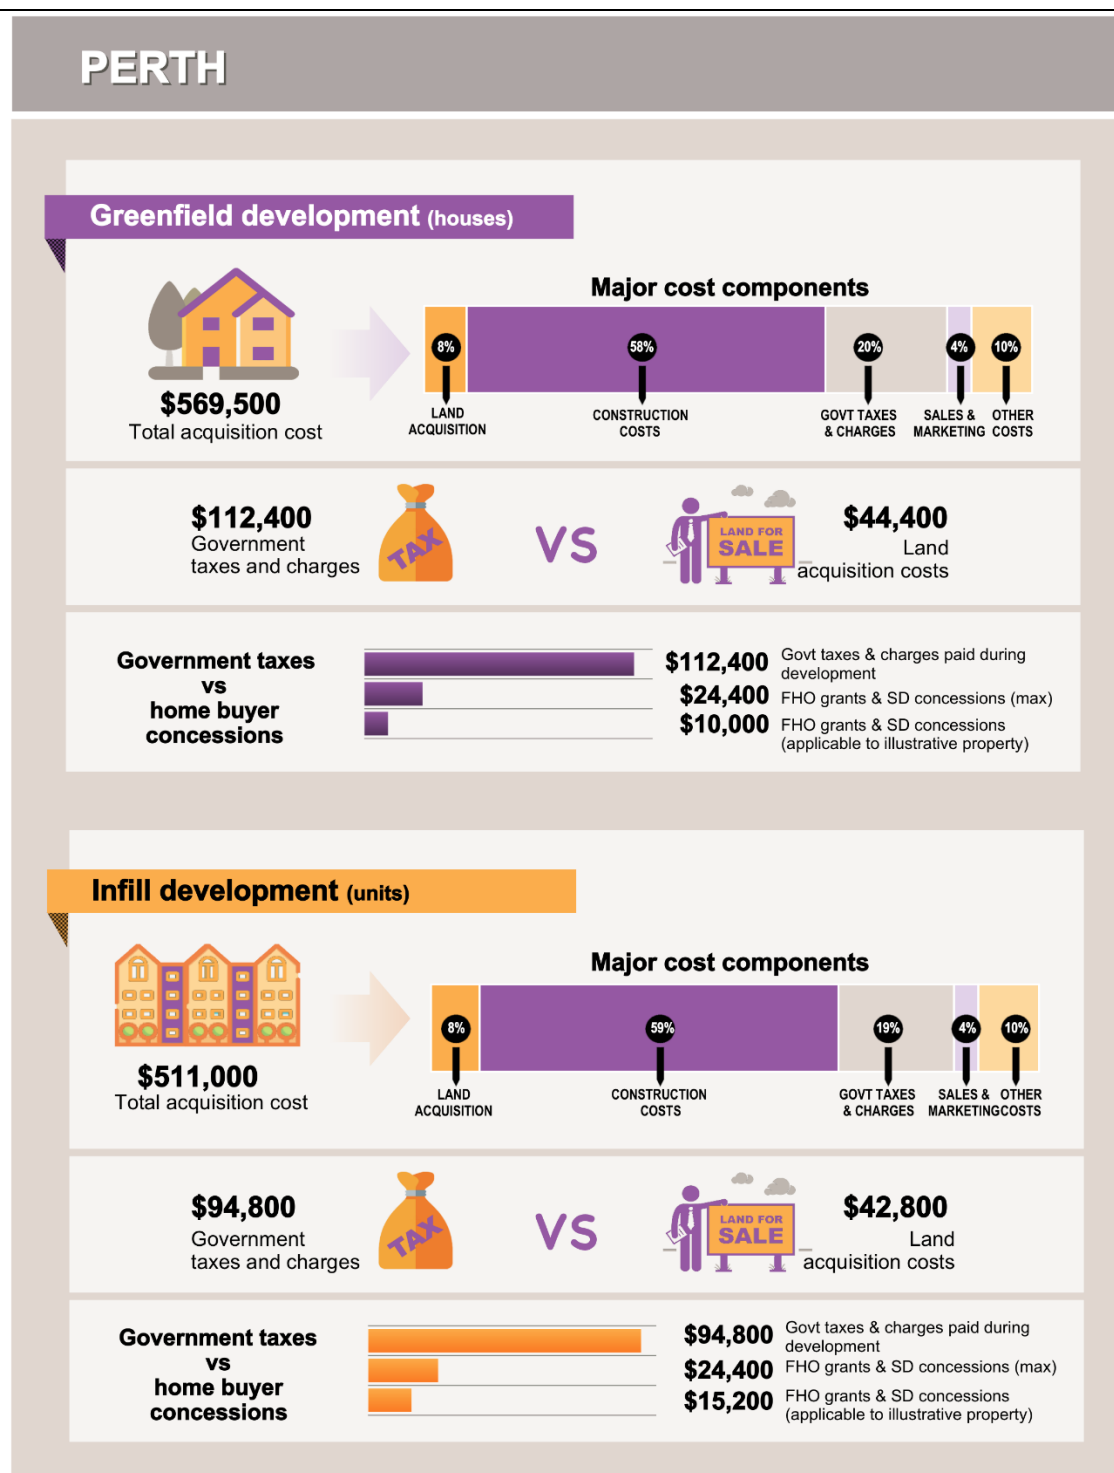 PERTH
Greenfield development (houses)
Major cost components
8%
58%
20%
4%
10%
LAND
ACQUISITION
CONSTRUCTION
COSTS
GOVT TAXES
& CHARGES
SALES &
MARKETING
OTHER
COSTS
$569,500
Total acquisition cost
$112,400
Government
taxes and charges
TAX
VS
LAND FOR
SALE
$44,400
Land
acquisition costs
Government taxes
vs
home buyer
concessions
$112,400
Govt taxes & charges paid during
development
$24,400
FHO grants & SD concessions (max)
$10,000
FHO grants & SD concessions
(applicable to illustrative property)
Infill development (units)
Major cost components
8%
59%
19%
4%
10%
LAND
ACQUISITION
CONSTRUCTION
COSTS
GOVT TAXES
& CHARGES
SALES &
MARKETING
OTHER
COSTS
$511,000
Total acquisition cost
$94,800
Government
taxes and charges
TAX
VS
LAND FOR
SALE
$42,800
Land
acquisition costs
Government taxes
vs
home buyer
concessions
$94,800
Govt taxes & charges paid during
development
$24,400
FHO grants & SD concessions (max)
$15,200
FHO grants & SD concessions
(applicable to illustrative property)